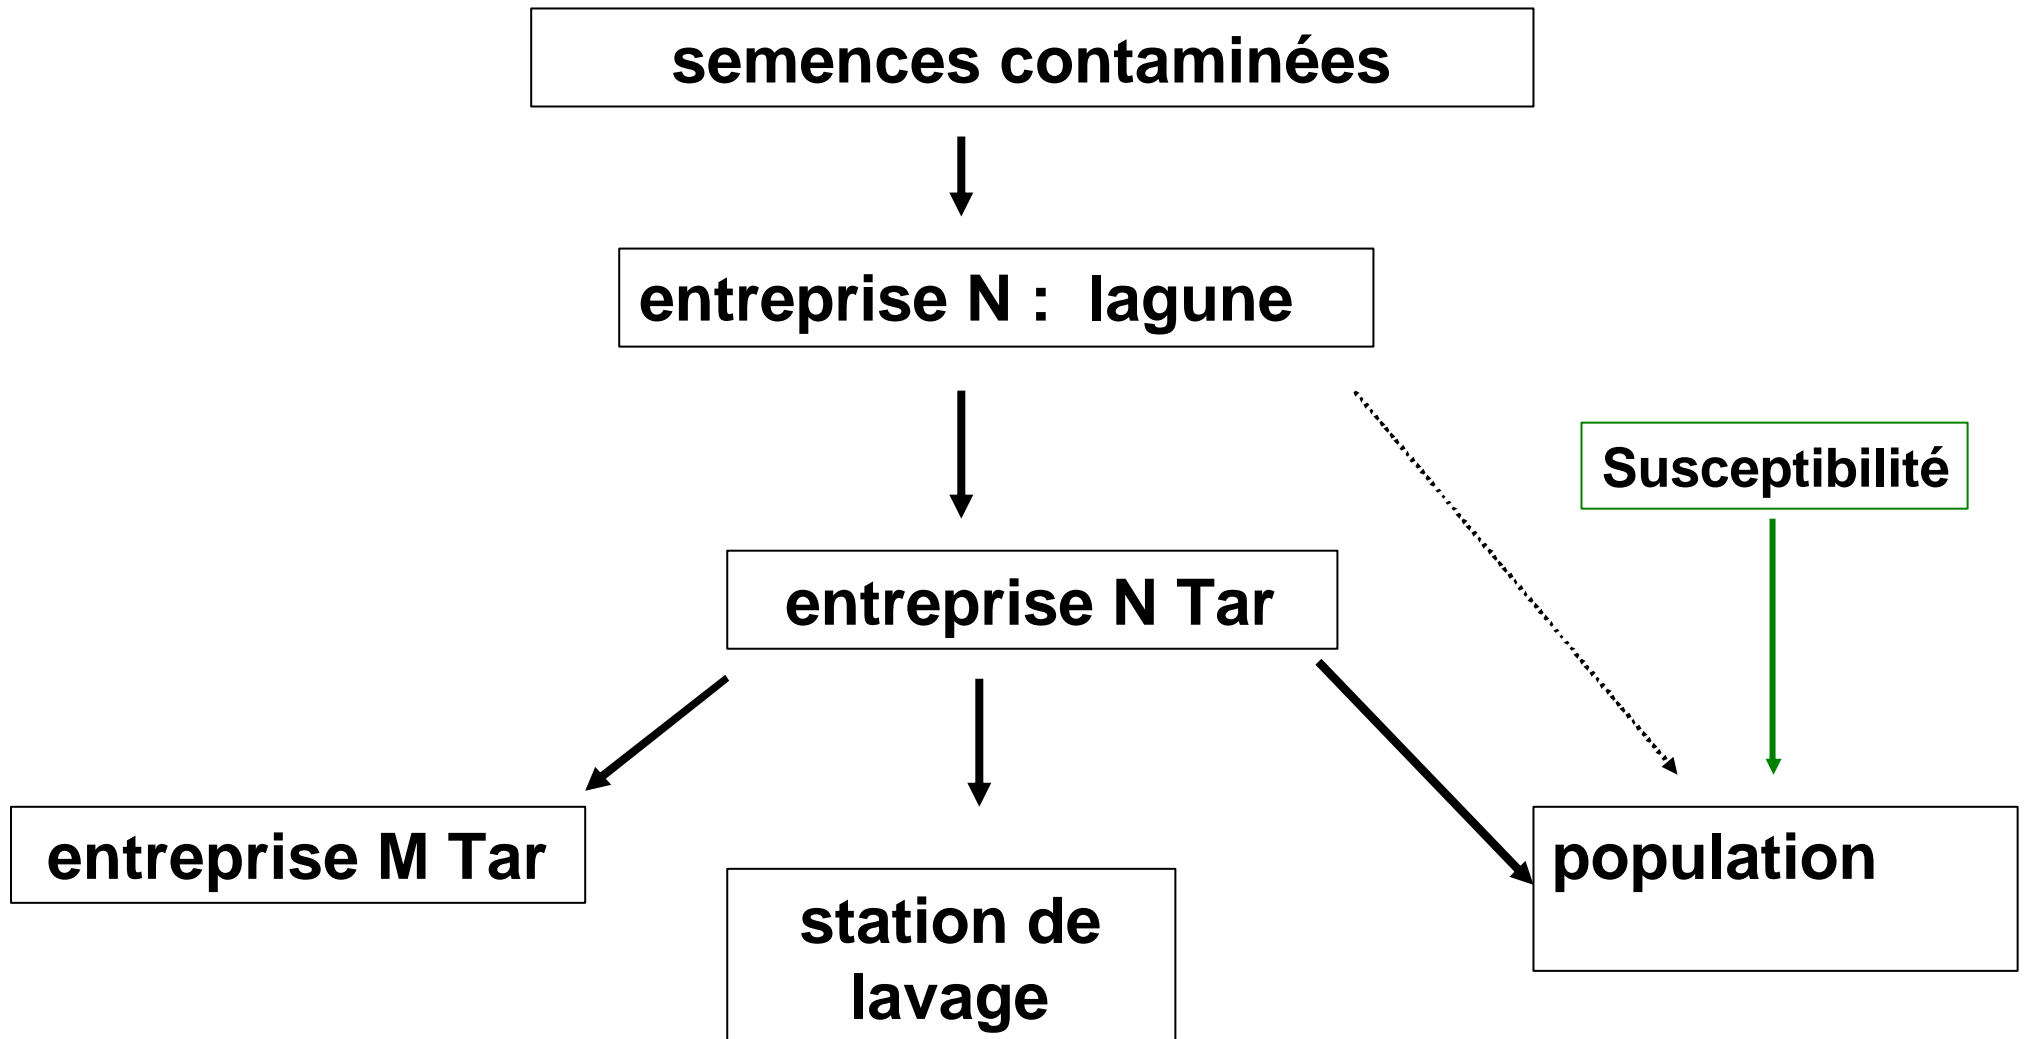 semences contaminées
entreprise N :  lagune
Susceptibilité
entreprise N Tar
entreprise M Tar
population
station de
lavage